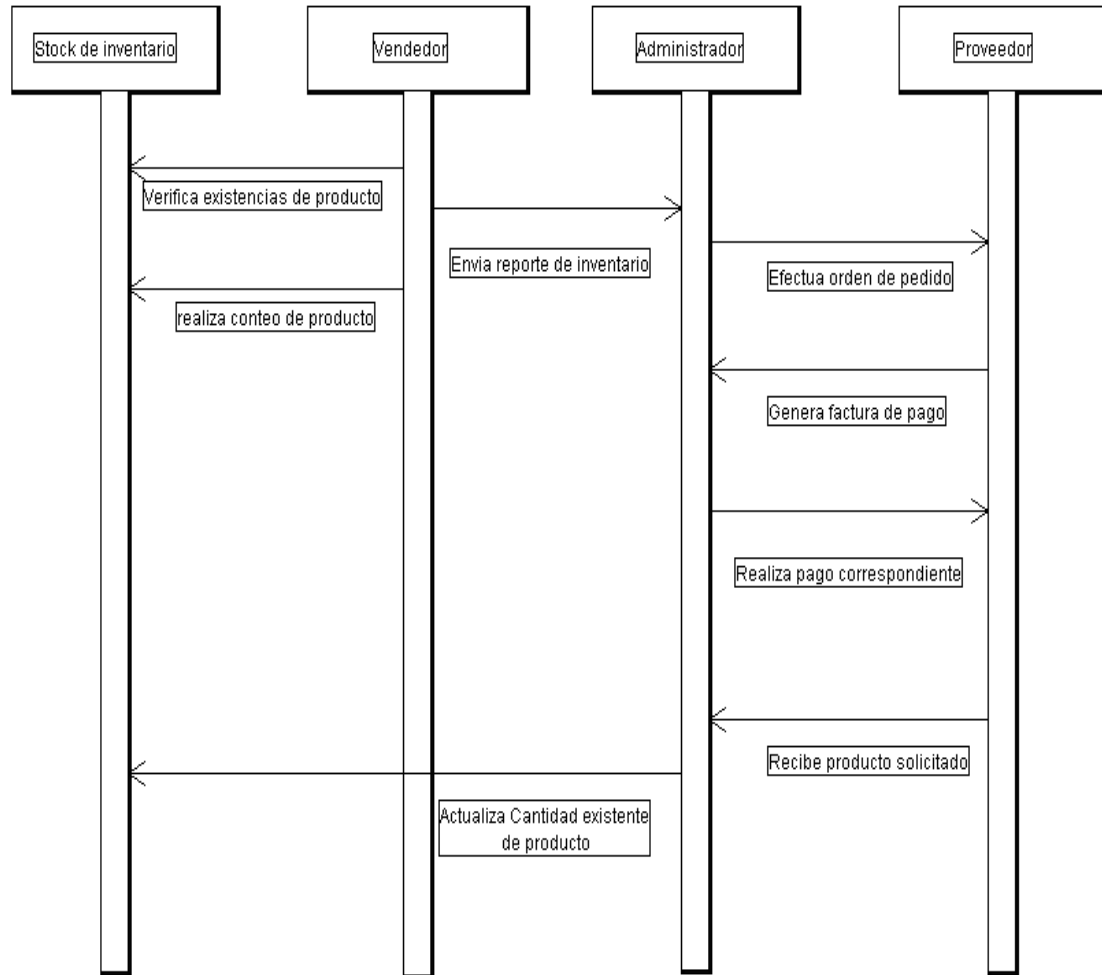 Stock de inventario
Vendedor
Administrador
Proveedor
Verifica existencias de producto
Envia reporte de inventario
Efectua orden de pedido
realiza conteo de producto
Genera factura de pago
Realiza pago correspondiente
Recibe producto solicitado
Actualiza Cantidad existente
de producto